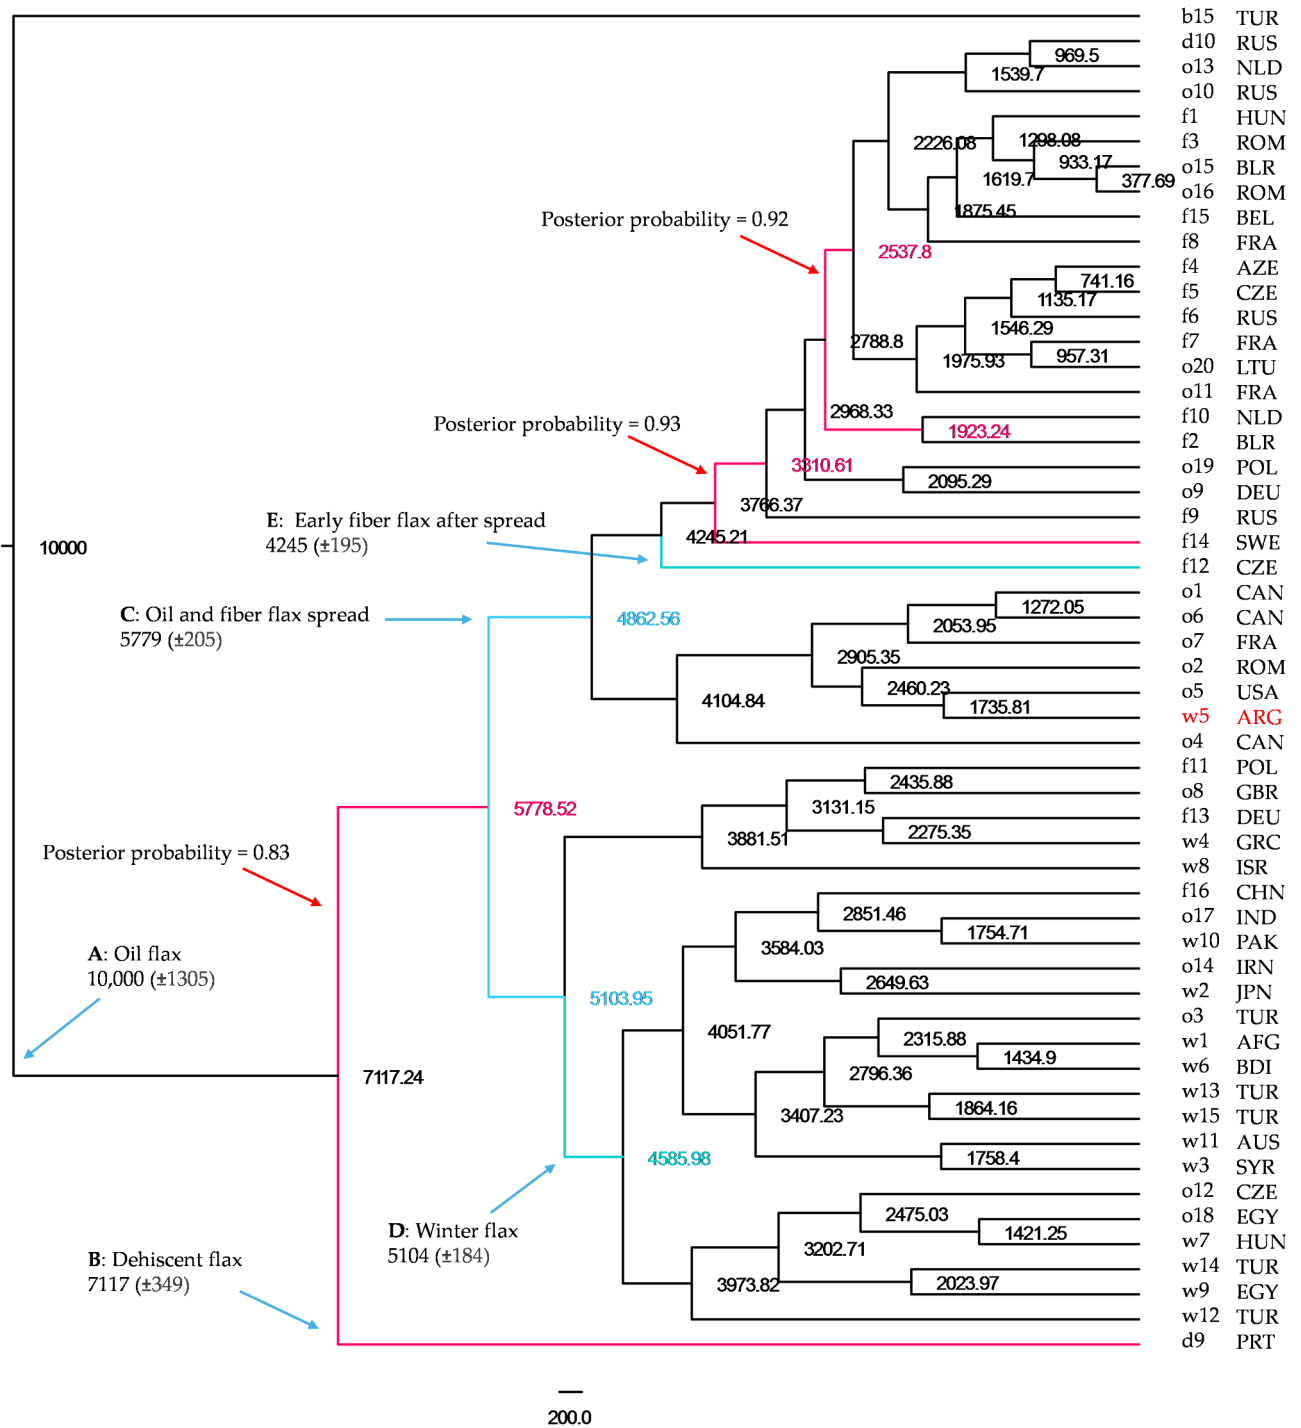 b15 TUR
d10 RUS
969.5
o13 NLD
1539.7
o10 RUS
f1 HUN
2226.08
1298.08
f3 ROM
933.17
o15 BLR
1619.7
377.69
o16 ROM
1875.45
f15 BEL
Posterior probability = 0.92
f8 FRA
2537.8
f4 AZE
741.16
f5 CZE
1135.17
f6 RUS
1546.29
2788.8
f7 FRA
1975.93
957.31
o20 LTU
o11 FRA
2968.33
f10 NLD
Posterior probability = 0.93
1923.24
f2 BLR
3310.61
o19 POL
2095.29
o9 DEU
3766.37
f9 RUS
E: Early fiber flax after spread
4245 (±195)
4245.21
f14 SWE
10000
f12 CZE
o1 CAN
1272.05
C: Oil and fiber flax spread
5779 (±205)
4862.56
o6 CAN
2053.95
o7 FRA
2905.35
o2 ROM
2460.23
o5 USA
4104.84
1735.81
w5 ARG
o4 CAN
f11 POL
2435.88
o8 GBR
5778.52
3131.15
f13 DEU
3881.51
2275.35
w4 GRC
Posterior probability = 0.83
w8 ISR
f16 CHN
2851.46
o17 IND
1754.71
w10 PAK
3584.03
A: Oil flax
10,000 (±1305)
o14 IRN
2649.63
w2 JPN
5103.95
o3 TUR
4051.77
2315.88
w1 AFG
1434.9
w6 BDI
7117.24
2796.36
w13 TUR
3407.23
1864.16
w15 TUR
w11 AUS
4585.98
1758.4
w3 SYR
o12 CZE
2475.03
o18 EGY
D: Winter flax
5104 (±184)
1421.25
w7 HUN
3202.71
B: Dehiscent flax
7117 (±349)
w14 TUR
3973.82
2023.97
w9 EGY
w12 TUR
d9 PRT
200.0